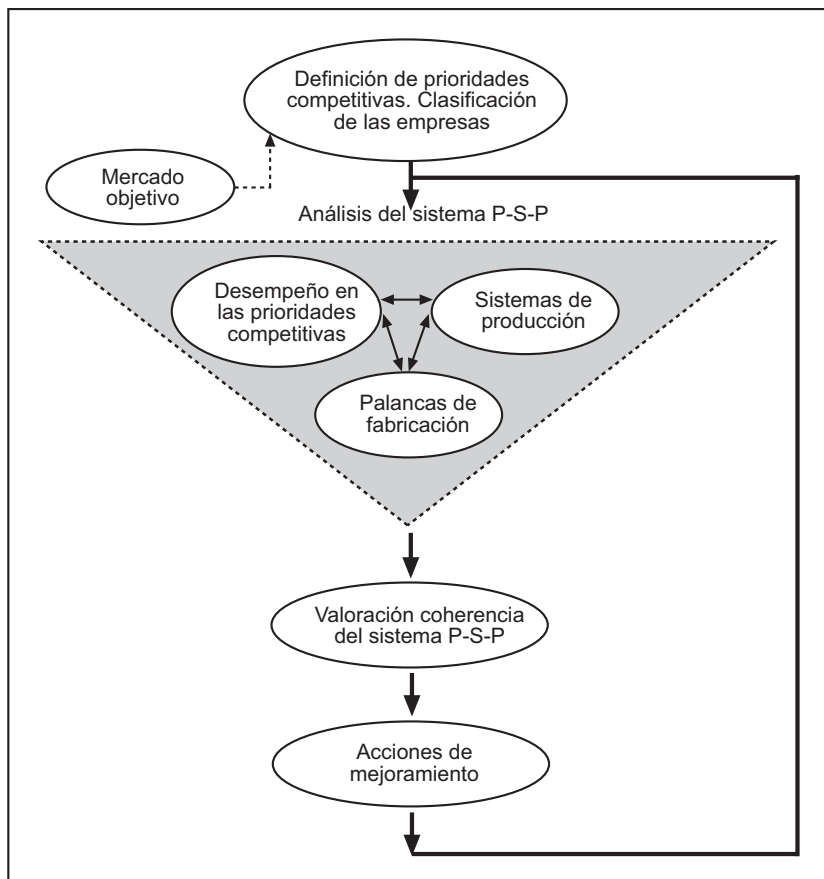 Definición de prioridades
competitivas. Clasificación
de las empresas
Mercado
objetivo
Análisis del sistema P-S-P
Desempeño en
las prioridades
competitivas
Sistemas de
producción
Palancas de
fabricación
Valoración coherencia
del sistema P-S-P
Acciones de
mejoramiento